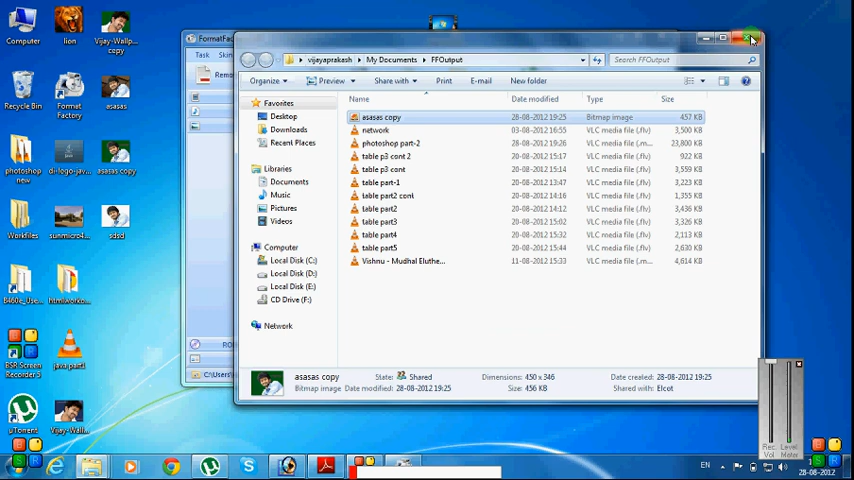 Computer
lion
Vijay-Wallp...
copy
Recycle Bin
Format
Factory
asasas
photoshop
new
di-logo-jav...
asasas copy
Workfiles
sunmicro4...
sdsd
B460e_Use...
htmlworko...
BSR Screen
Recorder 5
java part1
uTorrent
Vijay-Wall...
FormatFac
Task
Skin
Remo
C:\Users\
vijayaprakash
My Documents
FFOutput
Search FFOutput
Organize
Preview
Share with
Print
E-mail
New folder
Name
Date modified
Type
Size
Favorites
Desktop
Downloads
Recent Places
Libraries
Documents
Music
Pictures
Videos
Computer
Local Disk (C:)
Local Disk (D:)
Local Disk (E:)
CD Drive (F:)
Network
asasas copy 28-08-2012 19:25 Bitmap image 457 KB
network 03-08-2012 16:55 VLC media file (.flv) 3,500 KB
photoshop part-2 28-08-2012 19:26 VLC media file (.m... 23,800 KB
table p3 cont 2 20-08-2012 15:17 VLC media file (.flv) 922 KB
table p3 cont 20-08-2012 15:14 VLC media file (.flv) 3,559 KB
table part-1 20-08-2012 13:47 VLC media file (.flv) 3,223 KB
table part2 cont 20-08-2012 14:16 VLC media file (.flv) 1,355 KB
table part2 20-08-2012 14:12 VLC media file (.flv) 3,436 KB
table part3 20-08-2012 15:02 VLC media file (.flv) 3,326 KB
table part4 20-08-2012 15:33 VLC media file (.flv) 2,113 KB
table part5 20-08-2012 15:44 VLC media file (.flv) 2,630 KB
Vishnu - Mudhal Eluthe... 11-08-2012 15:33 VLC media file (.m... 4,614 KB
asasas copy
State: Shared
Dimensions: 450 x 346
Date created: 28-08-2012 19:25
Bitmap image
Date modified: 28-08-2012 19:25
Size: 456 KB
Shared with: Elcot
Rec.
Vol
Level
Meter
EN
28-08-2012